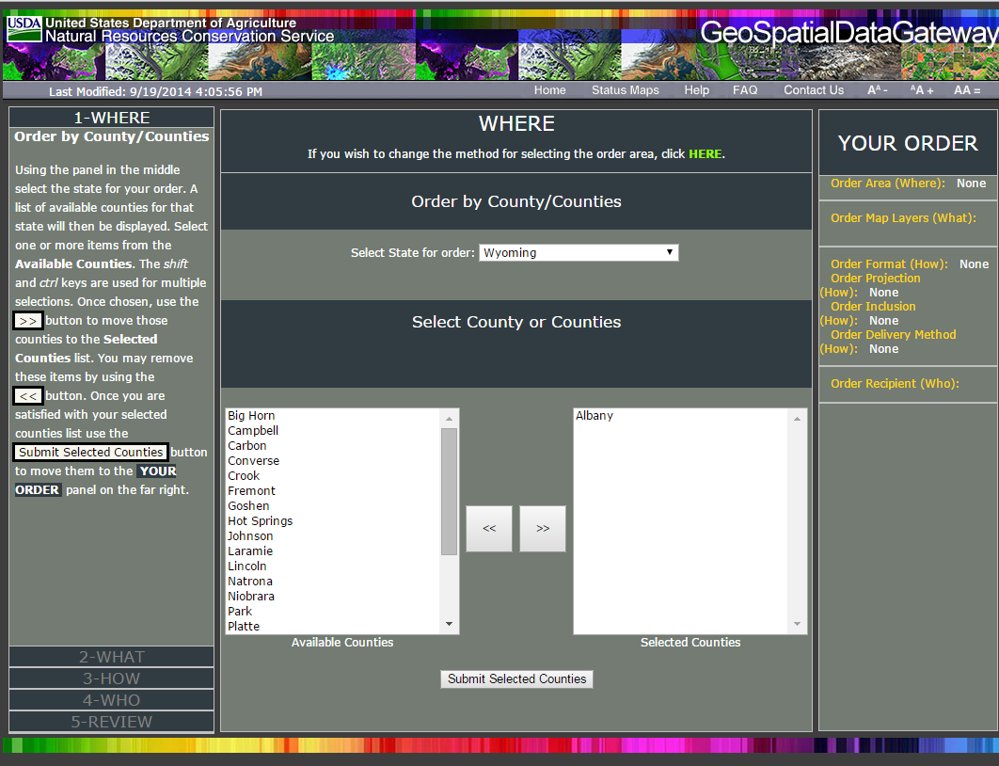 USDA United States Department of Agriculture
Natural Resources Conservation Service
GeoSpatialDataGateway
Last Modified: 9/19/2014 4:05:56 PM
Home Status Maps Help FAQ Contact Us A^A - ^AA + AA =
1-WHERE
Order by County/Counties
Using the panel in the middle
select the state for your order. A
list of available counties for that
state will then be displayed. Select
one or more items from the
Available Counties. The shift
and ctrl keys are used for multiple
selections. Once chosen, use the
>> button to move those
counties to the Selected
Counties list. You may remove
these items by using the
<< button. Once you are
satisfied with your selected
counties list use the
Submit Selected Counties button
to move them to the YOUR
ORDER panel on the far right.
2-WHAT
3-HOW
4-WHO
5-REVIEW
WHERE
If you wish to change the method for selecting the order area, click HERE.
Order by County/Counties
Select State for order: Wyoming
Select County or Counties
Big Horn
Campbell
Carbon
Converse
Crook
Fremont
Goshen
Hot Springs
Johnson
Laramie
Lincoln
Natrona
Niobrara
Park
Platte
Available Counties
<< >>
Albany
Selected Counties
Submit Selected Counties
YOUR ORDER
Order Area (Where): None
Order Map Layers (What):
Order Format (How): None
Order Projection
(How): None
Order Inclusion
(How): None
Order Delivery Method
(How): None
Order Recipient (Who):